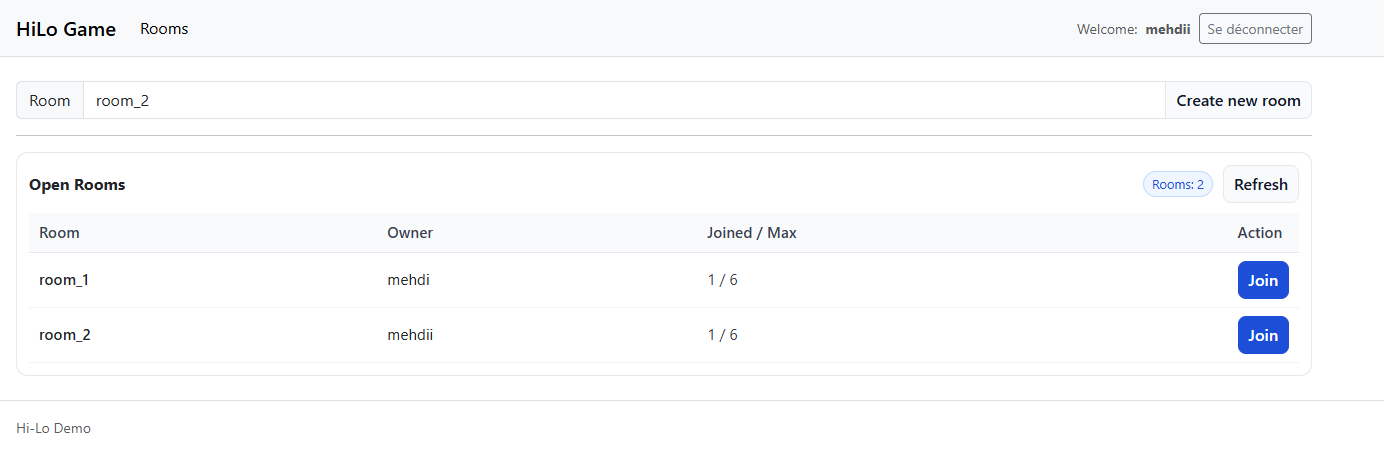 HiLo Game Rooms Welcome: mehdii Se déconnecter
Room room_2 Create new room
Open Rooms Rooms: 2 Refresh
Room Owner Joined / Max Action
room_1 mehdi 1 / 6 Join
room_2 mehdii 1 / 6 Join
Hi-Lo Demo